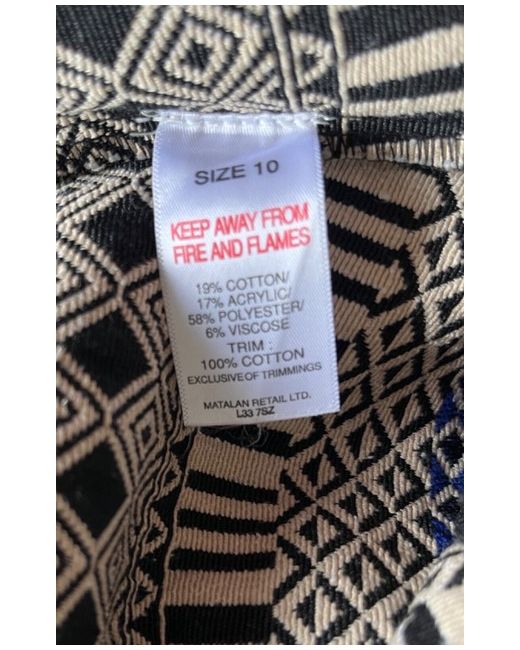 SIZE 10
KEEP AWAY FROM
FIRE AND FLAMES
19% COTTON/
17% ACRYLIC/
58% POLYESTER/
6% VISCOSE
TRIM :
100% COTTON
EXCLUSIVE OF TRIMMINGS
MATALAN RETAIL LTD.
L33 7SZ